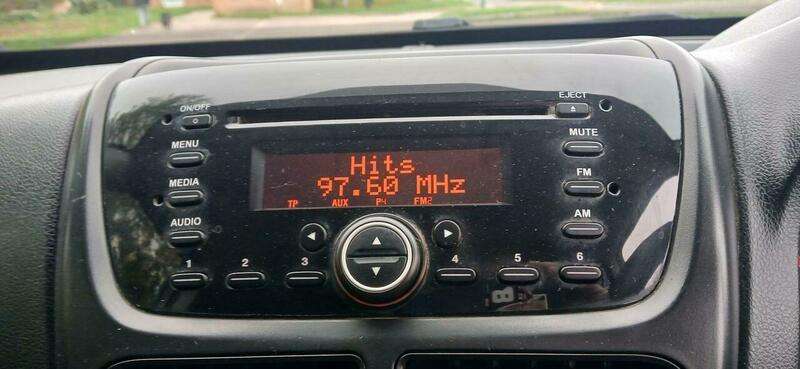 ON/OFF
EJECT
MENU
MUTE
MEDIA
FM
AUDIO
AM
Hits
97.60 MHz
TP AUX P4 FM2
1 2 3 4 5 6